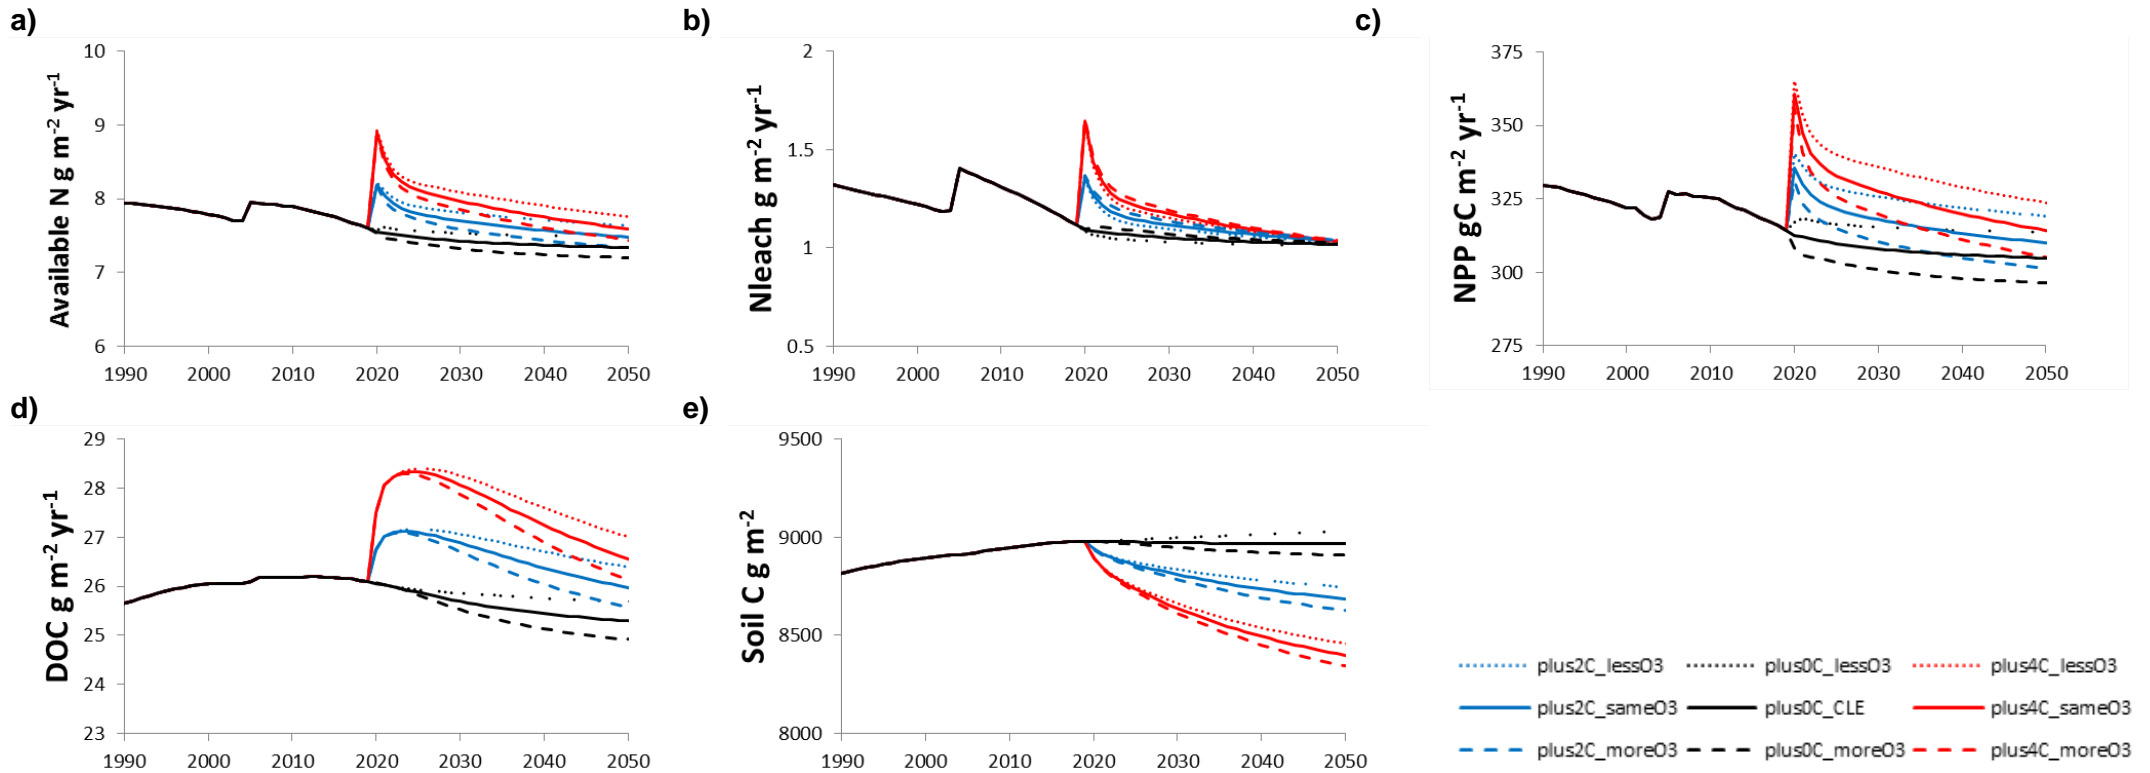 a)
Available N g m-2 yr-1
10
9
8
7
6
1990 2000 2010 2020 2030 2040 2050
b)
Nleach g m-2 yr-1
2
1.5
1
0.5
1990 2000 2010 2020 2030 2040 2050
c)
NPP gC m-2 yr-1
375
350
325
300
275
1990 2000 2010 2020 2030 2040 2050
d)
DOC g m-2 yr-1
29
28
27
26
25
24
23
1990 2000 2010 2020 2030 2040 2050
e)
Soil C g m-2
9500
9000
8500
8000
1990 2000 2010 2020 2030 2040 2050
plus2C_lessO3 plus0C_lessO3 plus4C_lessO3
plus2C_sameO3 plus0C_CLE plus4C_sameO3
plus2C_moreO3 plus0C_moreO3 plus4C_moreO3